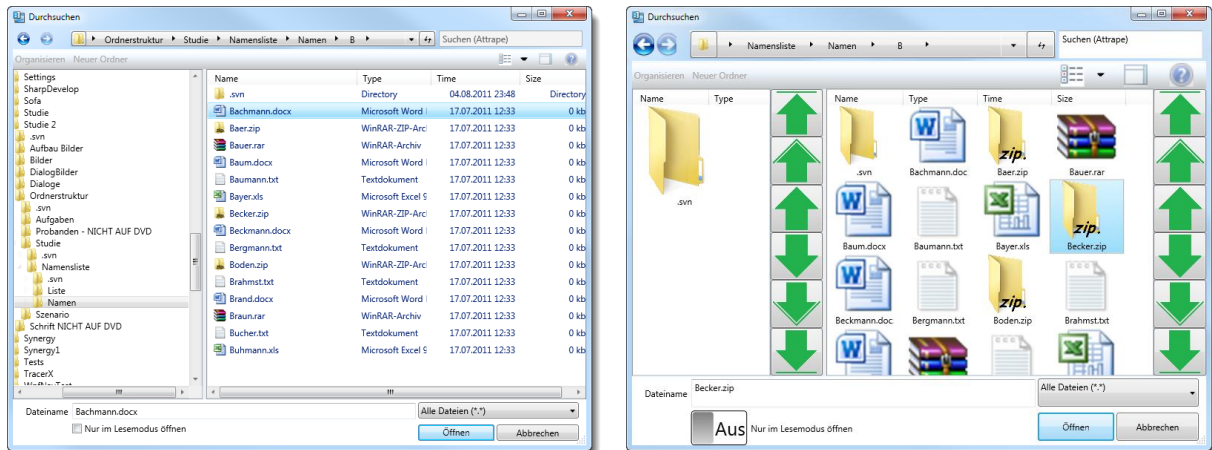 Durchsuchen
Ordnerstruktur Studie Namensliste Namen B Suchen (Attrape)
Organisieren Neuer Ordner
Settings
SharpDevelop
Sofa
Studie
Studie 2
.svn
Aufbau Bilder
Bilder
DialogBilder
Dialoge
Ordnerstruktur
.svn
Aufgaben
Probanden - NICHT AUF DVD
Studie
.svn
Namensliste
.svn
Liste
Namen
Szenario
Schrift NICHT AUF DVD
Synergy
Synergy1
Tests
TracerX
Name Type Time Size
.svn Directory 04.08.2011 23:48 Directory
Bachmann.docx Microsoft Word 17.07.2011 12:33 0 kb
Baer.zip WinRAR-ZIP-Arc 17.07.2011 12:33 0 kb
Bauer.rar WinRAR-Archiv 17.07.2011 12:33 0 kb
Baum.docx Microsoft Word 17.07.2011 12:33 0 kb
Baumann.txt Textdokument 17.07.2011 12:33 0 kb
Bayer.xls Microsoft Excel 9 17.07.2011 12:33 0 kb
Becker.zip WinRAR-ZIP-Arc 17.07.2011 12:33 0 kb
Beckmann.docx Microsoft Word 17.07.2011 12:33 0 kb
Bergmann.txt Textdokument 17.07.2011 12:33 0 kb
Boden.zip WinRAR-ZIP-Arc 17.07.2011 12:33 0 kb
Brahmst.txt Textdokument 17.07.2011 12:33 0 kb
Brand.docx Microsoft Word 17.07.2011 12:33 0 kb
Braun.rar WinRAR-Archiv 17.07.2011 12:33 0 kb
Bucher.txt Textdokument 17.07.2011 12:33 0 kb
Buhmann.xls Microsoft Excel 9 17.07.2011 12:33 0 kb
Dateiname Bachmann.docx Alle Dateien (*.*)
Nur im Lesemodus öffnen Öffnen Abbrechen
Durchsuchen
Namensliste Namen B Suchen (Attrape)
Organisieren Neuer Ordner
Name Type
.svn
Name Type Time Size
zip.
.svn Bachmann.doc Baer.zip Bauer.rar
zip.
Baum.docx Baumann.txt Bayer.xls Becker.zip
zip.
Beckmann.doc Bergmann.txt Boden.zip Brahmst.txt
Dateiname Becker.zip Alle Dateien (*.*)
Aus Nur im Lesemodus öffnen Öffnen Abbrechen